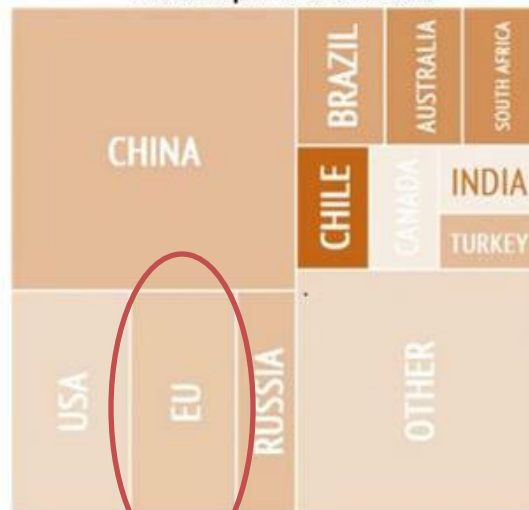 CHINA
BRAZIL
AUSTRALIA
SOUTH AFRICA
CHILE
CANADA
INDIA
TURKEY
USA
EU
RUSSIA
OTHER